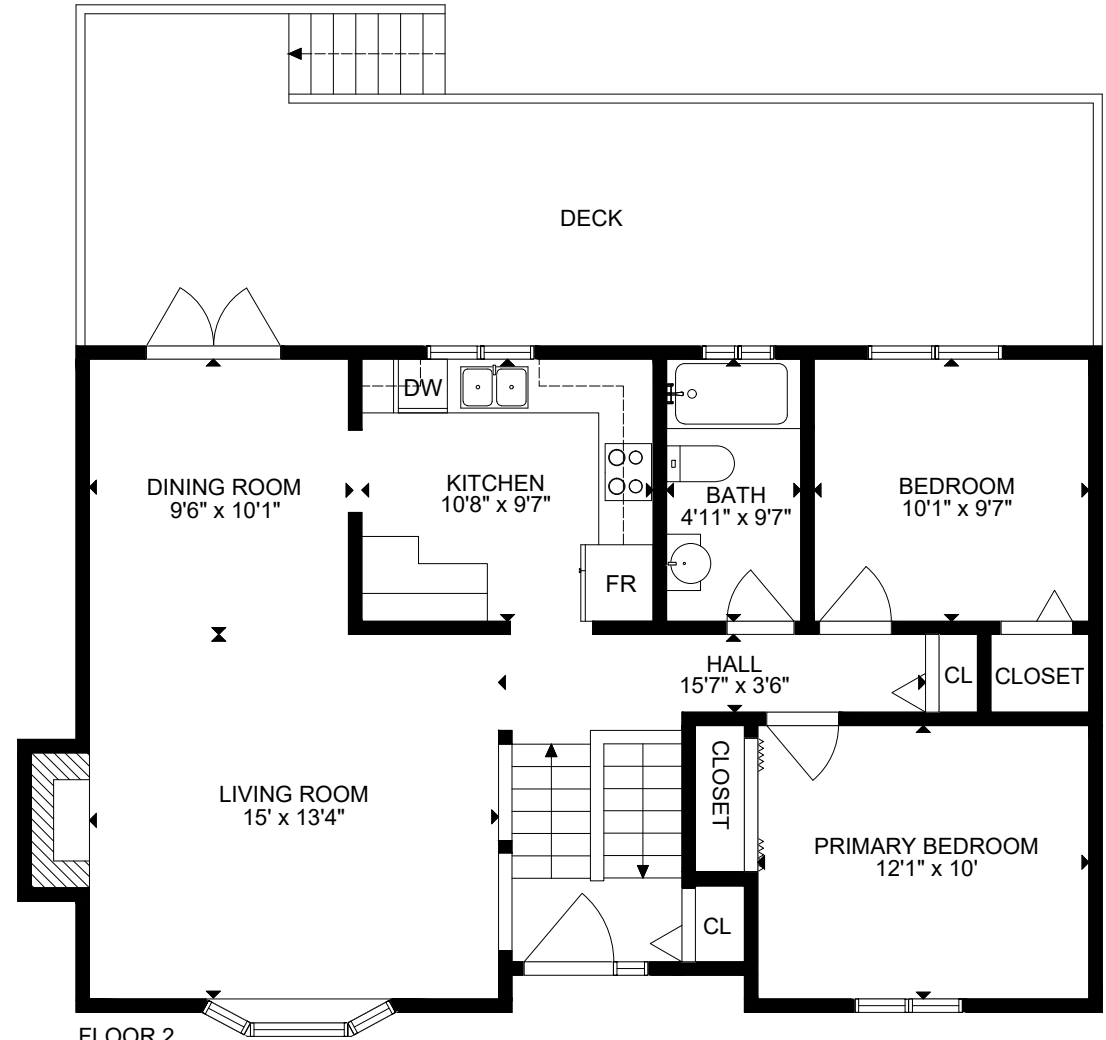 DECK
DW
DINING ROOM
9'6" x 10'1"
KITCHEN
10'8" x 9'7"
BATH
4'11" x 9'7"
BEDROOM
10'1" x 9'7"
FR
HALL
15'7" x 3'6"
CL
CLOSET
CLOSET
LIVING ROOM
15' x 13'4"
PRIMARY BEDROOM
12'1" x 10'
CL
FLOOR 2